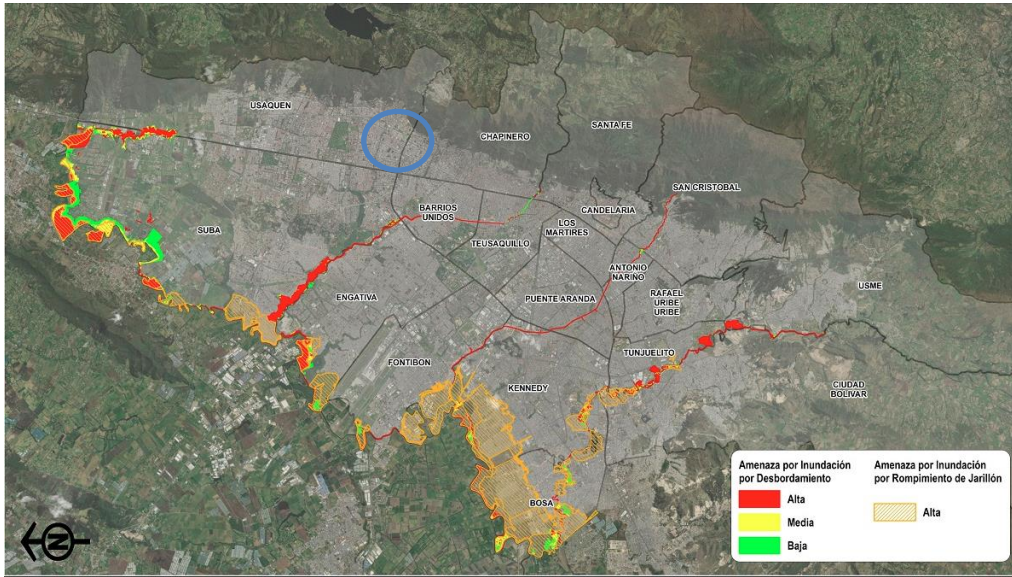 USAQUEN
CHAPINERO
SANTA FE
SAN CRISTOBAL
CANDELARIA
BARRIOS
UNIDOS
LOS
MARTIRES
SUBA
TEUSAQUILLO
ANTONIO
NARIÑO
ENGATIVA
PUENTE ARANDA
RAFAEL
URIBE
URIBE
USME
FONTIBON
TUNJUELITO
KENNEDY
CIUDAD
BOLIVAR
BOSA
N
Amenaza por Inundación
por Desbordamiento
Alta
Media
Baja
Amenaza por Inundación
por Rompimiento de Jarillón
Alta